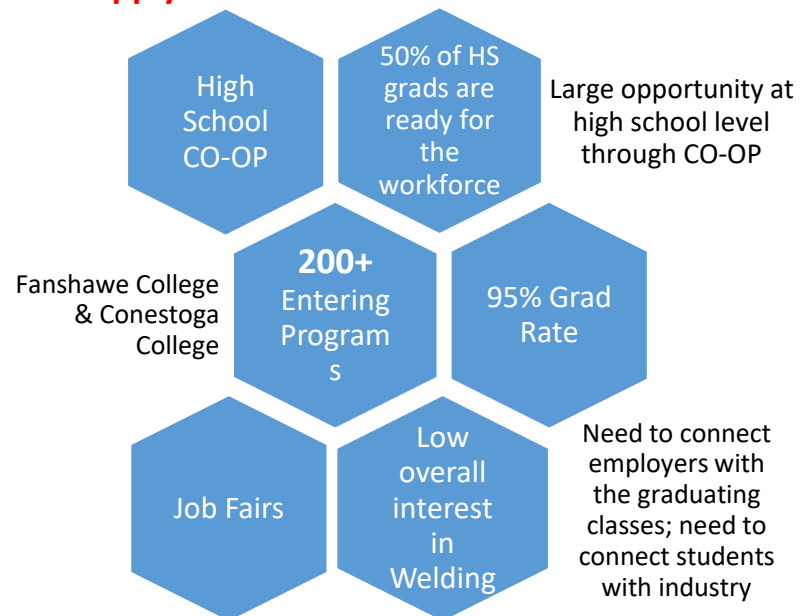 High
School
CO-OP
50% of HS
grads are
ready for
the
workforce
Large opportunity at
high school level
through CO-OP
Fanshawe College
& Conestoga
College
200+
Entering
Program
s
95% Grad
Rate
Job Fairs
Low
overall
interest
in
Welding
Need to connect
employers with
the graduating
classes; need to
connect students
with industry